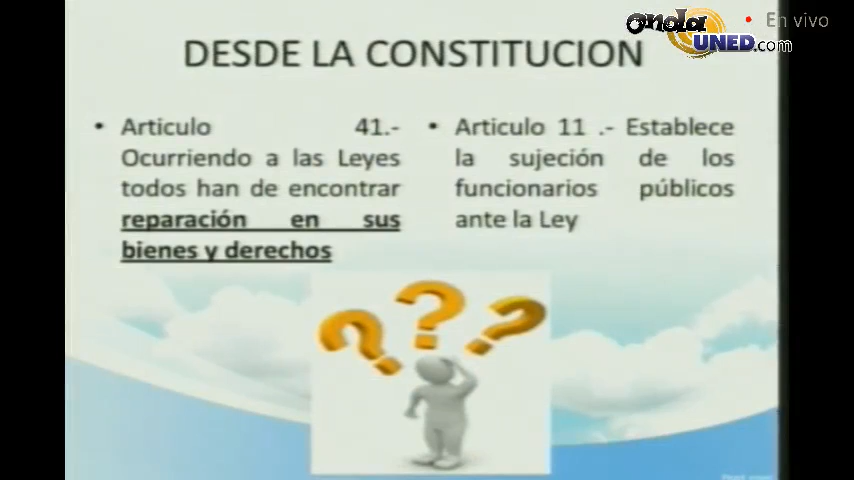 onda
UNED.com
En vivo
DESDE LA CONSTITUCION
• Articulo 41.-
Ocurriendo a las Leyes
todos han de encontrar
reparación en sus
bienes y derechos
• Articulo 11 .- Establece
la sujeción de los
funcionarios públicos
ante la Ley